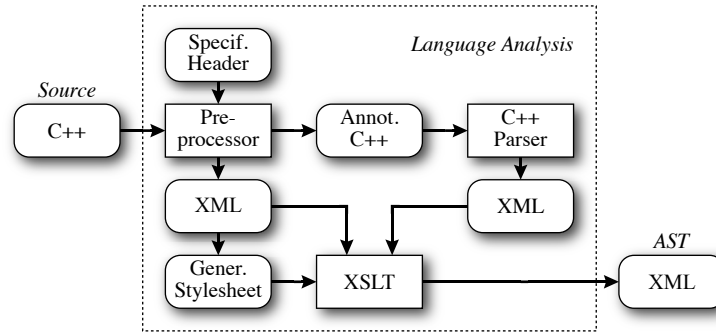 Specif.
Header
Language Analysis
Source
C++
Pre-
processor
Annot.
C++
C++
Parser
XML
XML
AST
Gener.
Stylesheet
XSLT
XML